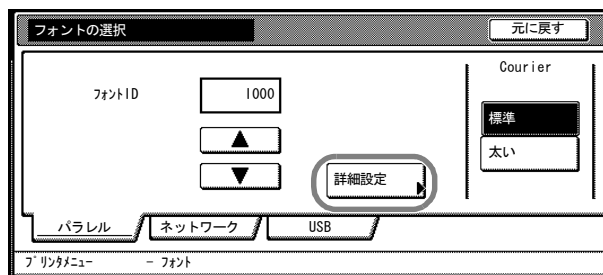 フォントの選択
元に戻す
フォントID
1000
▲
▼
詳細設定
Courier
標準
太い
パラレル
ネットワーク
USB
プリンタメニュー － フォント